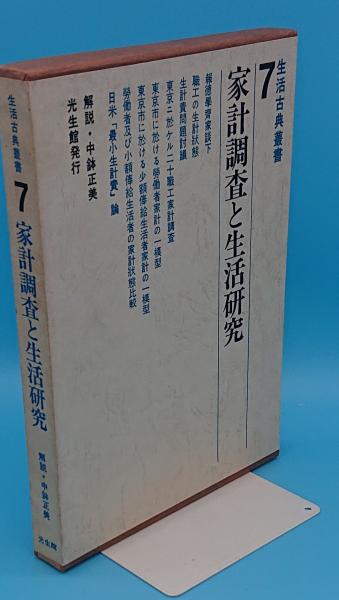 生活古典叢書
7
家計調査と生活研究
報徳學齊家談下
職工の生計狀態
生計費問題討議
東京ニ於ケル二十職工家計調査
東京市に於ける勞働者家計の一模型
東京市に於ける少額俸給生活者家計の一模型
勞働者及び小額俸給生活者の家計狀態比較
日米「最小生計費」論
解説・中鉢正美
光生館発行
生活古典叢書
7
家計調査と生活研究
解説・中鉢正美
光生館